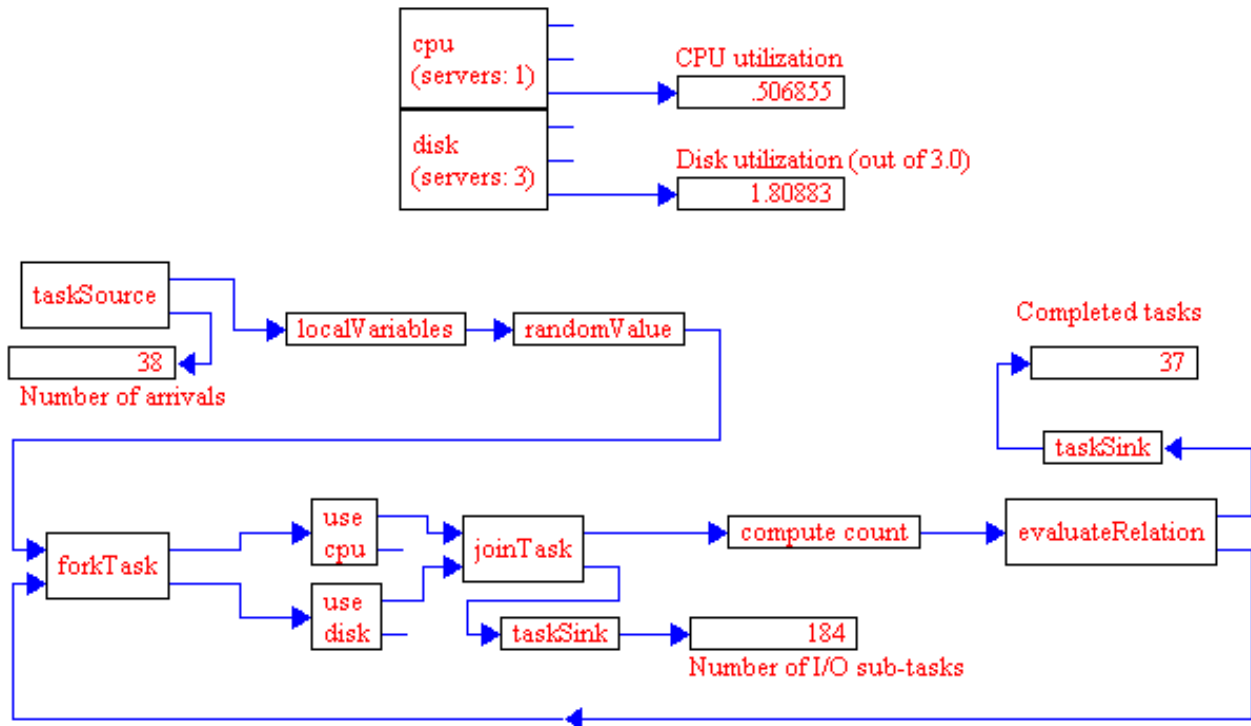 cpu
(servers: 1)
CPU utilization
.506855
disk
(servers: 3)
Disk utilization (out of 3.0)
1.80883
taskSource
localVariables
randomValue
38
Number of arrivals
Completed tasks
37
taskSink
forkTask
use
cpu
use
disk
joinTask
compute count
evaluateRelation
taskSink
184
Number of I/O sub-tasks